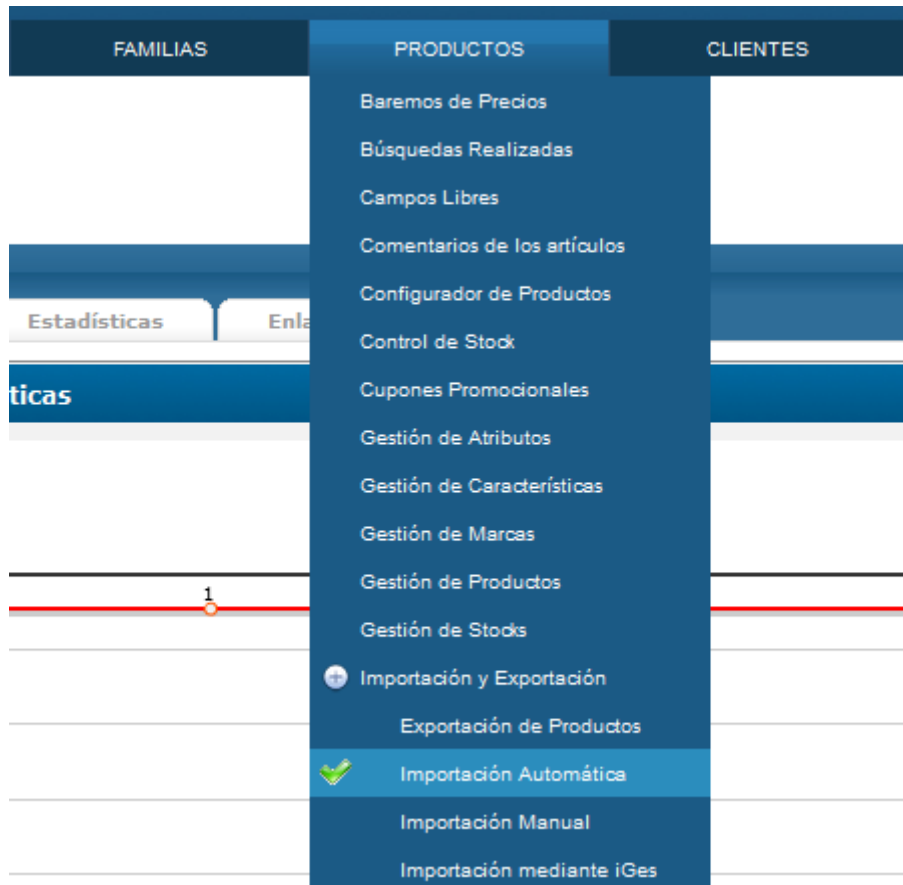 FAMILIAS PRODUCTOS CLIENTES
Baremos de Precios
Búsquedas Realizadas
Campos Libres
Comentarios de los artículos
Configurador de Productos
Estadísticas Enla
Control de Stock
ticas
Cupones Promocionales
Gestión de Atributos
Gestión de Características
Gestión de Marcas
Gestión de Productos
1
Gestión de Stocks
Importación y Exportación
Exportación de Productos
Importación Automática
Importación Manual
Importación mediante iGes